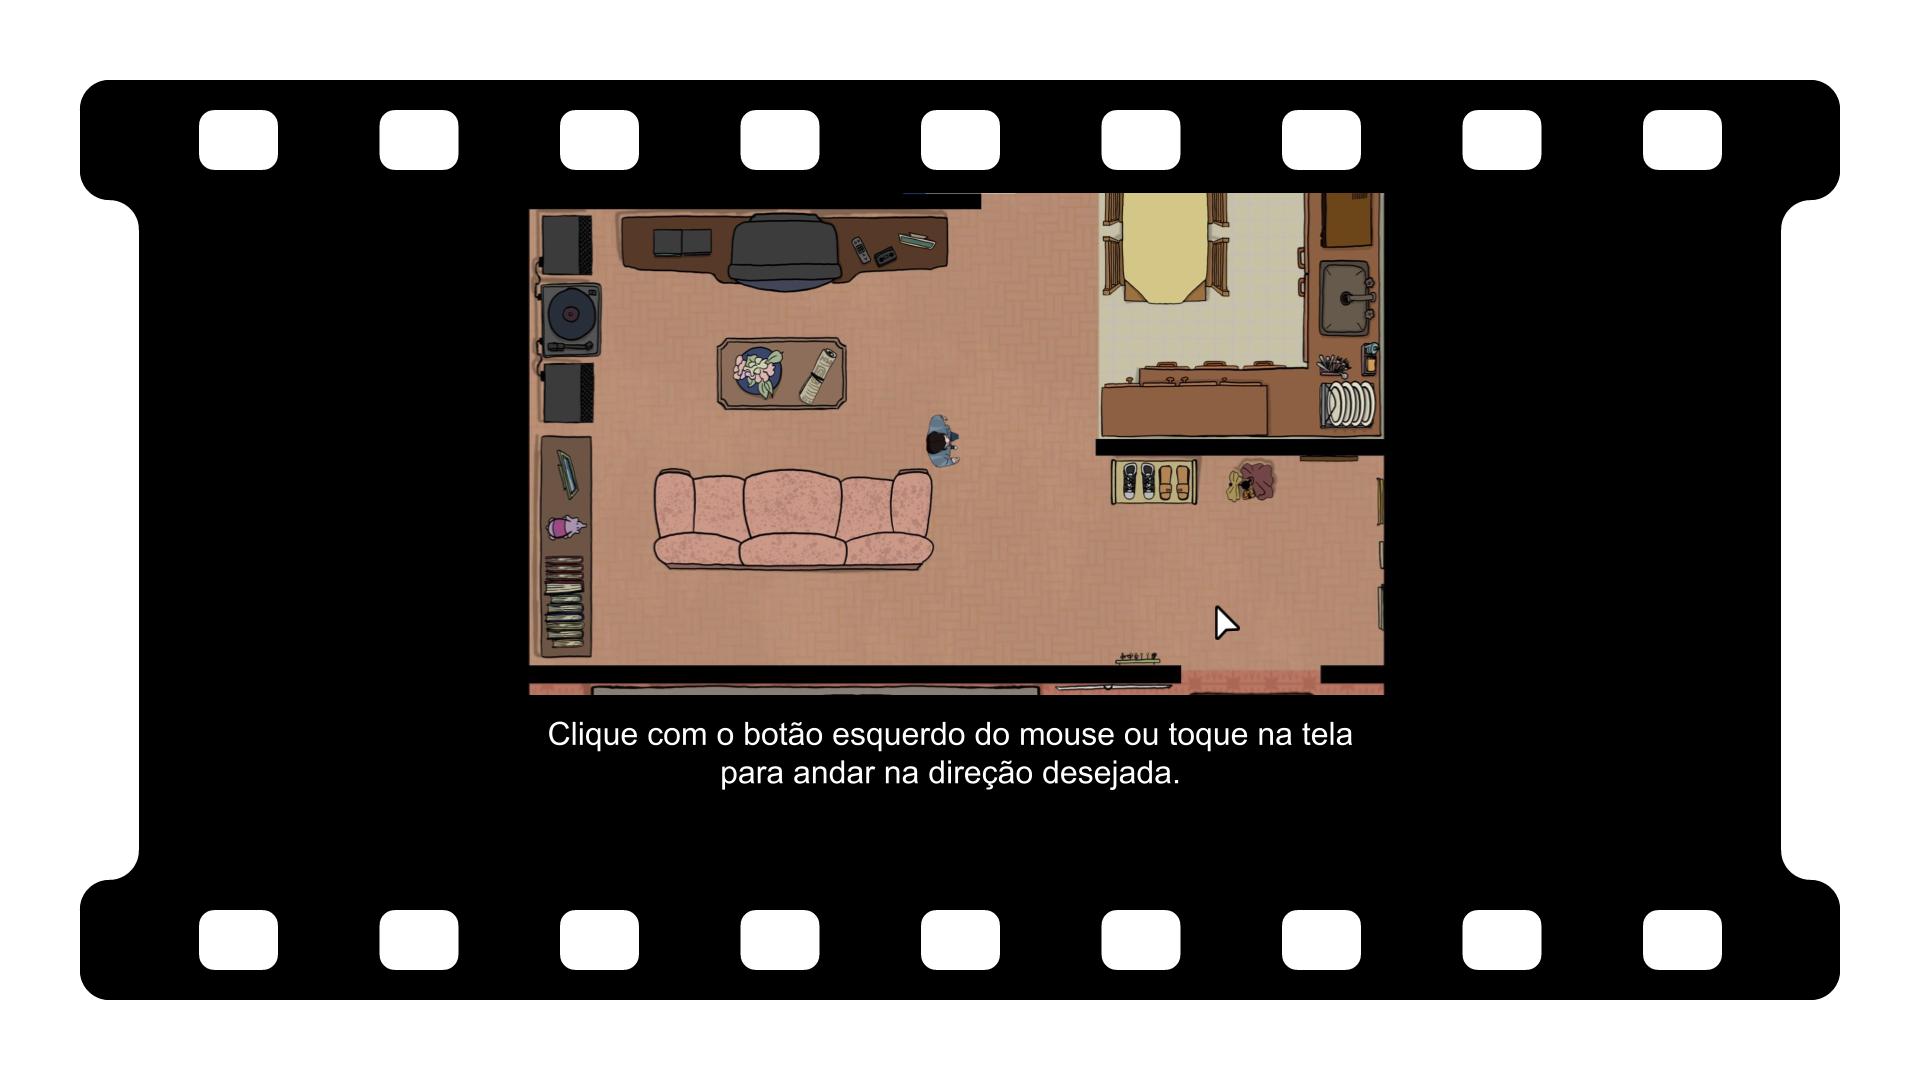 Clique com o botão esquerdo do mouse ou toque na tela
para andar na direção desejada.